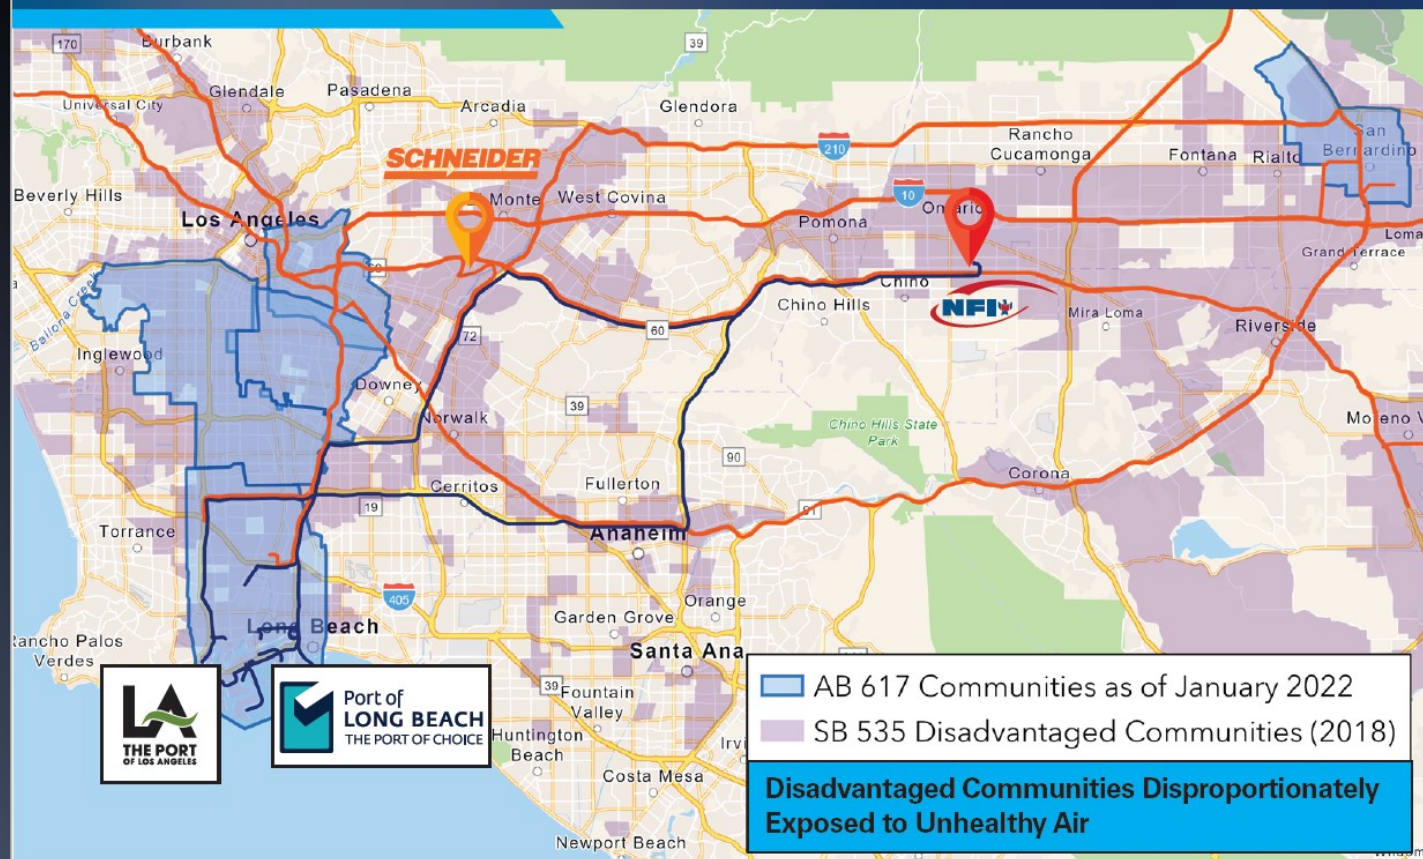 170
Burbank
39
Universal City
Glendale
Pasadena
Arcadia
Glendora
210
Rancho
Cucamonga
Fontana
Rialto
San
Bernardino
SCHNEIDER
Beverly Hills
Los Angeles
Monte
West Covina
10
Pomona
Ontario
Loma
Grand Terrace
60
Ballona Creek
Chino
Chino Hills
NFI
Mira Loma
Riverside
Inglewood
72
60
Downey
39
Norwalk
Chino Hills State
Park
Moreno V
90
Corona
Cerritos
Fullerton
19
91
Torrance
Anaheim
405
Orange
Garden Grove
Long Beach
Rancho Palos
Verdes
Santa Ana
LA
THE PORT
OF LOS ANGELES
Port of
LONG BEACH
THE PORT OF CHOICE
39
Fountain
Valley
Huntington
Beach
Irvi
Costa Mesa
Newport Beach
AB 617 Communities as of January 2022
SB 535 Disadvantaged Communities (2018)
Disadvantaged Communities Disproportionately
Exposed to Unhealthy Air